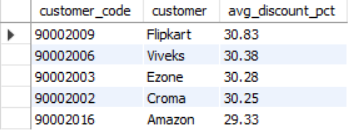 customer_code customer avg_discount_pct
90002009 Flipkart 30.83
90002006 Viveks 30.38
90002003 Ezone 30.28
90002002 Croma 30.25
90002016 Amazon 29.33